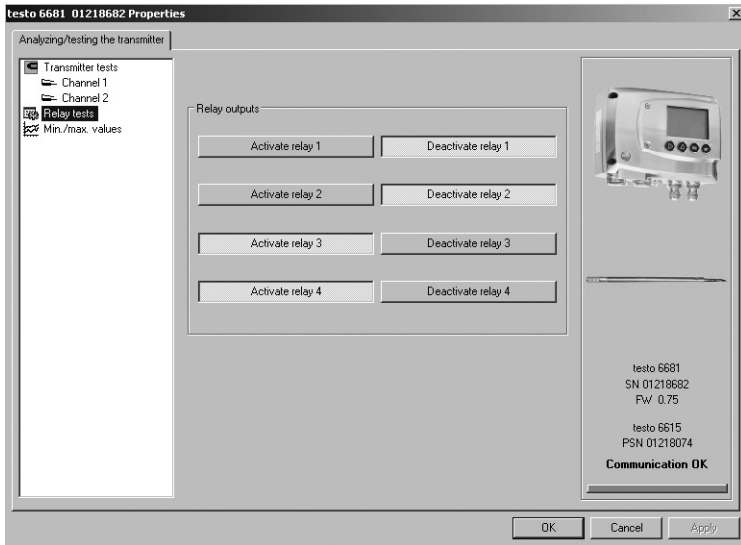 testo 6681 01218682 Properties
Analyzing/testing the transmitter
Transmitter tests
Channel 1
Channel 2
Relay tests
Min./max. values
Relay outputs
Activate relay 1 Deactivate relay 1
Activate relay 2 Deactivate relay 2
Activate relay 3 Deactivate relay 3
Activate relay 4 Deactivate relay 4
testo 6681
SN 01218682
FW 0.75
testo 6615
PSN 01218074
Communication OK
OK Cancel Apply